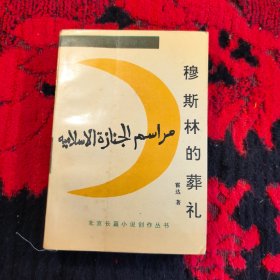 穆斯林的葬礼
مراسم الجنازة الاسلامية
霍达 著
北京长篇小说创作丛书